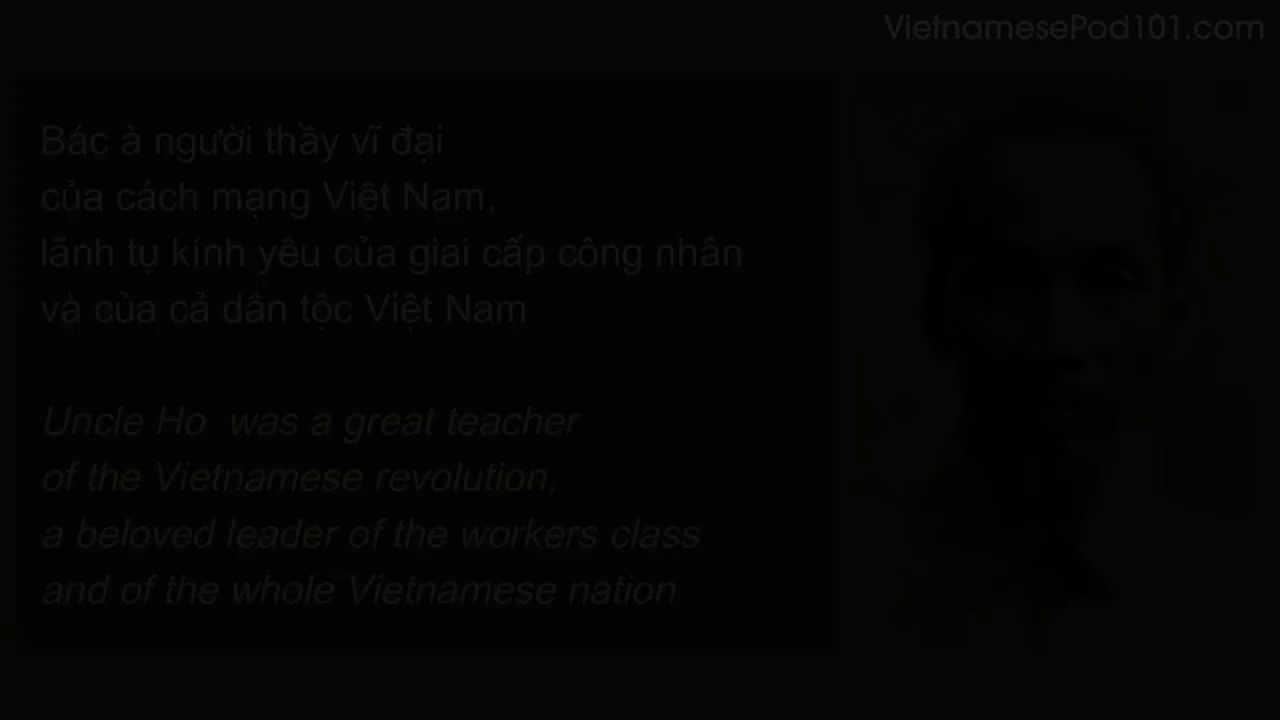 VietnamesePod101.com
Bác à người thầy vĩ đại
của cách mạng Việt Nam,
lãnh tụ kính yêu của giai cấp công nhân
và của cả dân tộc Việt Nam
Uncle Ho was a great teacher
of the Vietnamese revolution,
a beloved leader of the workers class
and of the whole Vietnamese nation